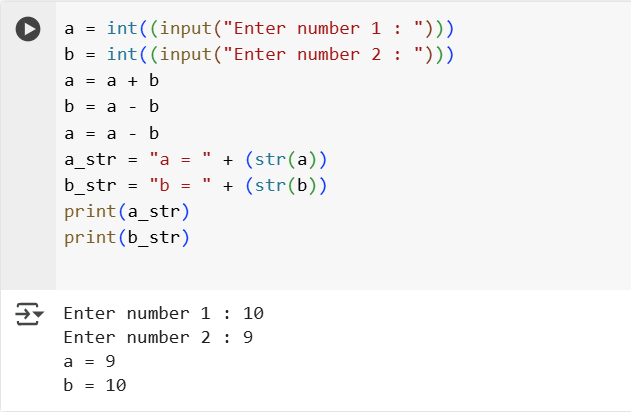 a = int((input("Enter number 1 : ")))
b = int((input("Enter number 2 : ")))
a = a + b
b = a - b
a = a - b
a_str = "a = " + (str(a))
b_str = "b = " + (str(b))
print(a_str)
print(b_str)
Enter number 1 : 10
Enter number 2 : 9
a = 9
b = 10